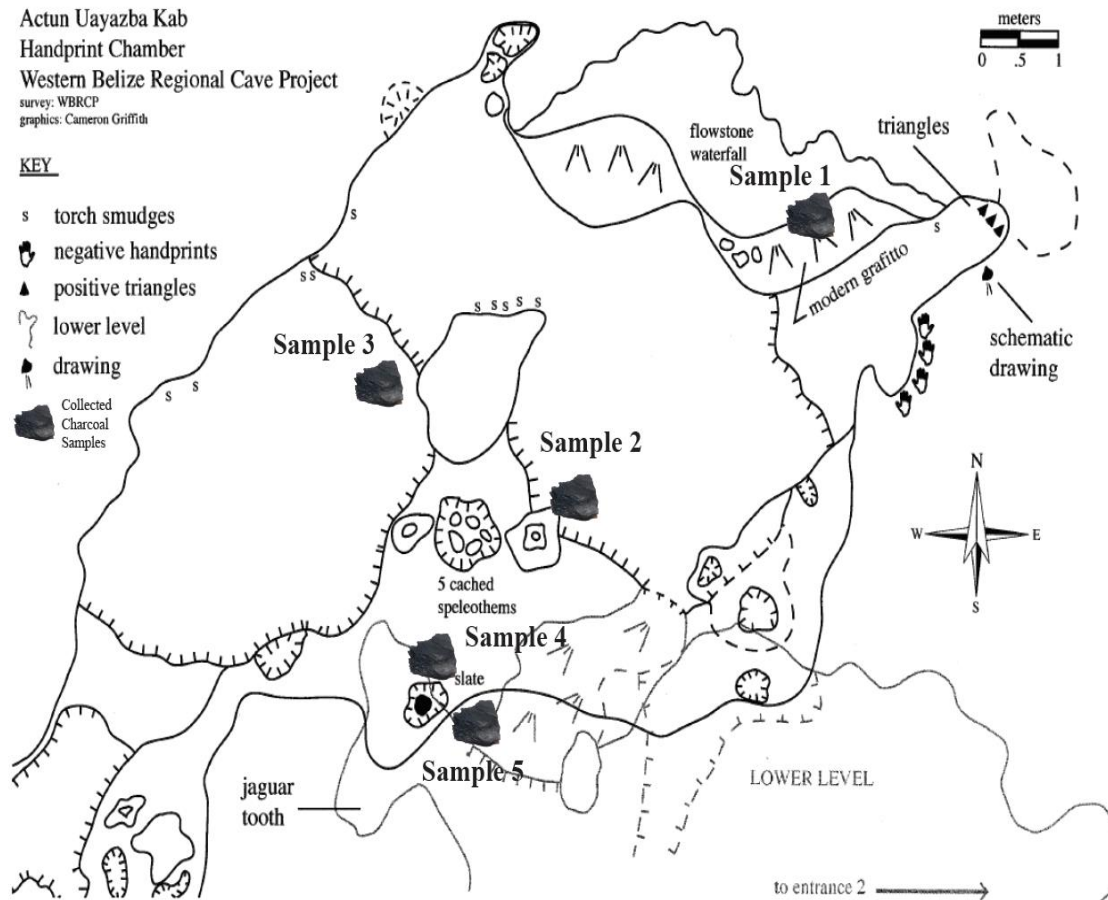 Actun Uayazba Kab
Handprint Chamber
Western Belize Regional Cave Project
survey: WBRCP
graphics: Cameron Griffith
KEY
s torch smudges
negative handprints
positive triangles
lower level
drawing
Collected
Charcoal
Samples
meters
0 .5 1
triangles
flowstone
waterfall
Sample 1
s
modern grafitto
schematic
drawing
s
s s
s s s s s
Sample 3
s s
Sample 2
N
W E
S
5 cached
speleothems
Sample 4
slate
F
Sample 5
jaguar
tooth
LOWER LEVEL
to entrance 2